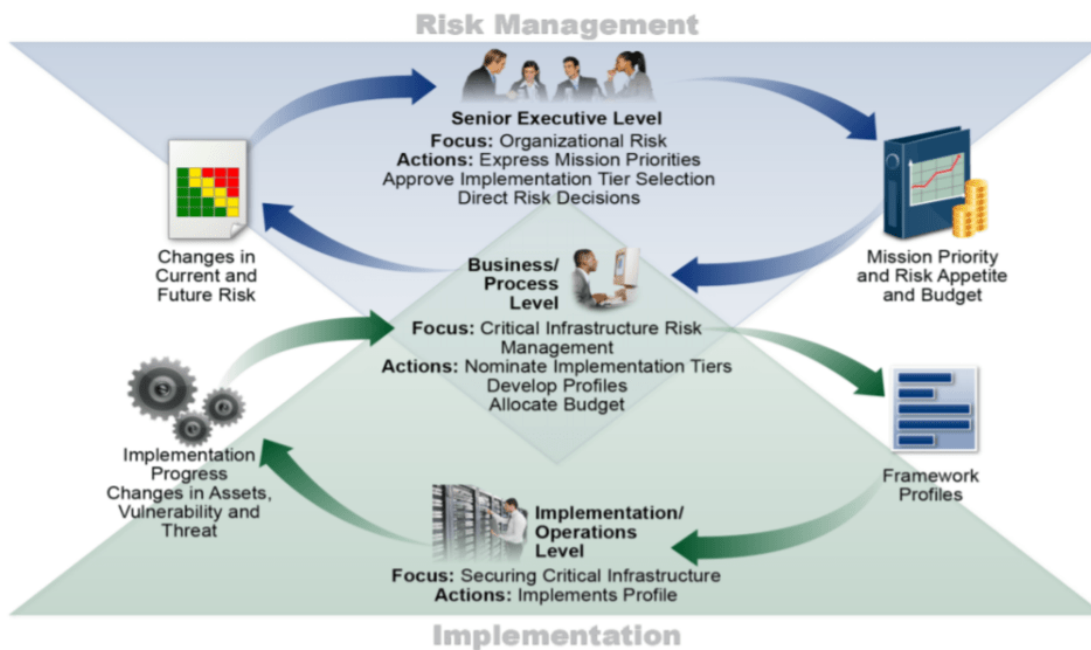 Risk Management
Senior Executive Level
Focus: Organizational Risk
Actions: Express Mission Priorities
Approve Implementation Tier Selection
Direct Risk Decisions
Changes in
Current and
Future Risk
Mission Priority
and Risk Appetite
and Budget
Business/
Process
Level
Focus: Critical Infrastructure Risk
Management
Actions: Nominate Implementation Tiers
Develop Profiles
Allocate Budget
Implementation
Progress
Changes in Assets,
Vulnerability and
Threat
Framework
Profiles
Implementation/
Operations
Level
Focus: Securing Critical Infrastructure
Actions: Implements Profile
Implementation